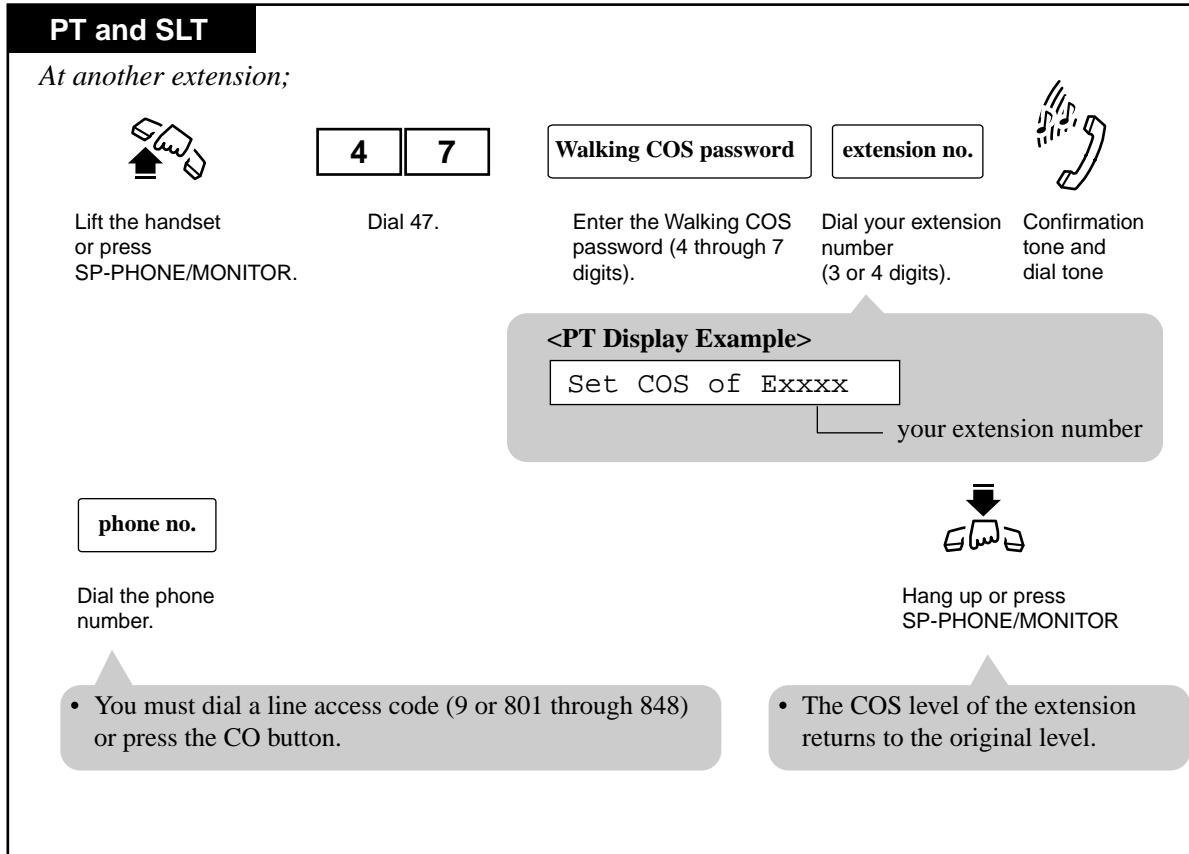 PT and SLT
At another extension;
4 7
Walking COS password
extension no.
Lift the handset
or press
SP-PHONE/MONITOR.
Dial 47.
Enter the Walking COS
password (4 through 7
digits).
Dial your extension
number
(3 or 4 digits).
Confirmation
tone and
dial tone
<PT Display Example>
Set COS of Exxxx
your extension number
phone no.
Dial the phone
number.
Hang up or press
SP-PHONE/MONITOR
• You must dial a line access code (9 or 801 through 848)
or press the CO button.
• The COS level of the extension
returns to the original level.